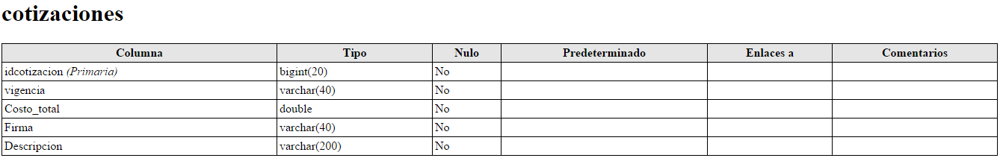 cotizaciones
Columna Tipo Nulo Predeterminado Enlaces a Comentarios
idcotizacion (Primaria) bigint(20) No
vigencia varchar(40) No
Costo_total double No
Firma varchar(40) No
Descripcion varchar(200) No